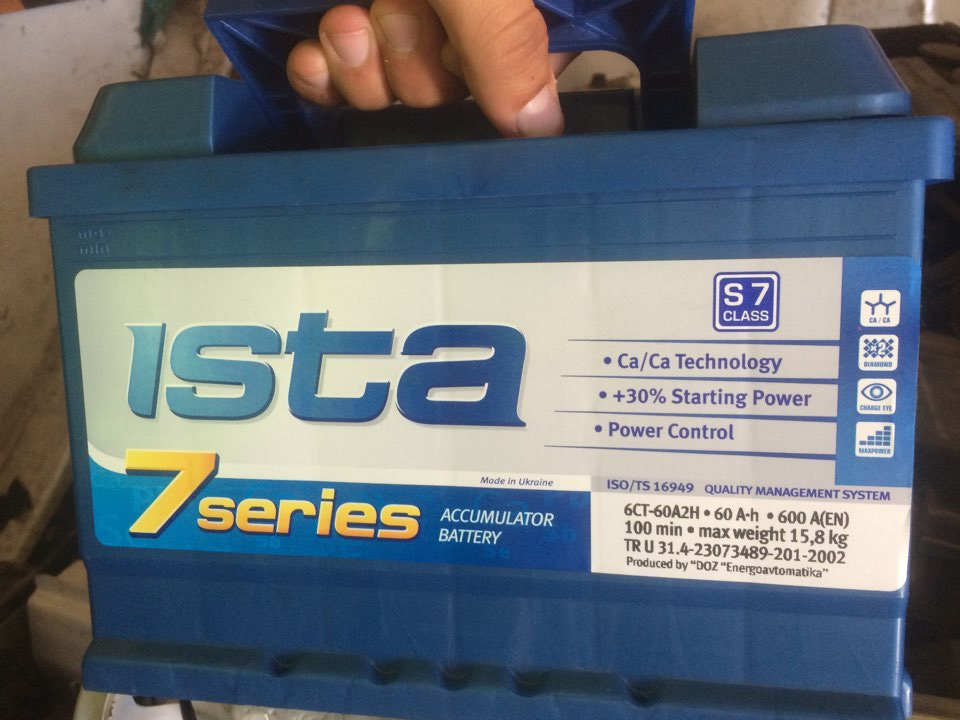 S 7
CLASS
ısta
• Ca/Ca Technology
• +30% Starting Power
• Power Control
CA / CA
x2
DIAMOND
CHARGE EYE
MAXPOWER
Made in Ukraine
7 series
ACCUMULATOR
BATTERY
ISO/TS 16949 QUALITY MANAGEMENT SYSTEM
6CT-60A2H • 60 A·h • 600 A(EN)
100 min • max weight 15,8 kg
TR U 31.4-23073489-201-2002
Produced by "DOZ "Energoavtomatika"